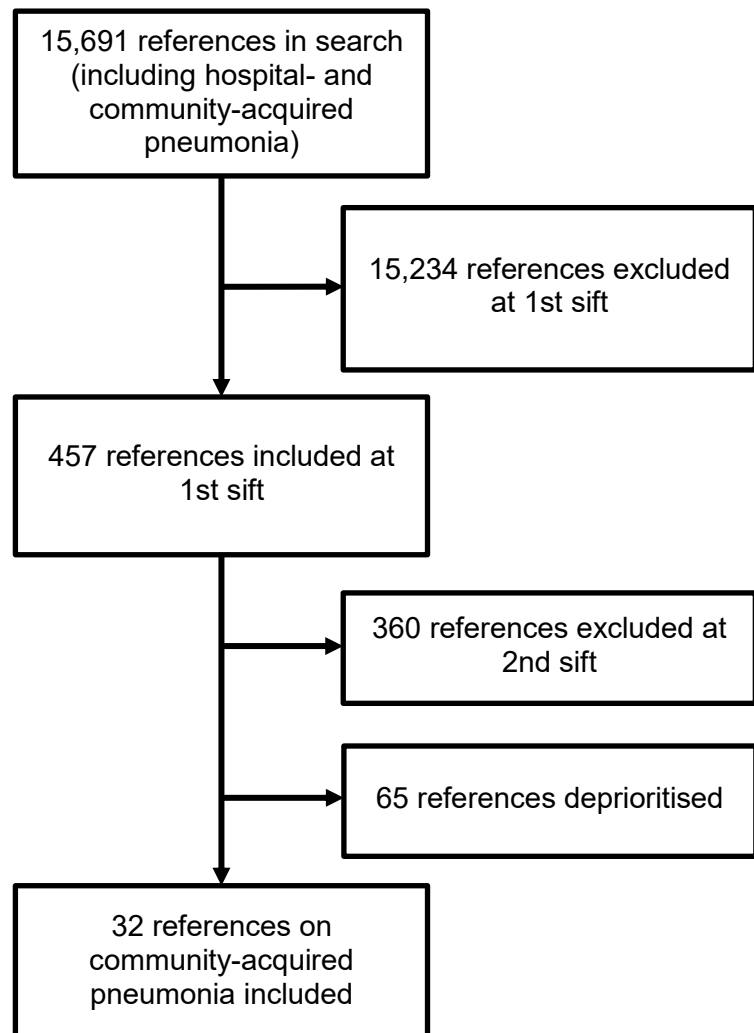 15,691 references in search
(including hospital- and
community-acquired
pneumonia)
15,234 references excluded
at 1st sift
457 references included at
1st sift
360 references excluded at
2nd sift
65 references deprioritised
32 references on
community-acquired
pneumonia included